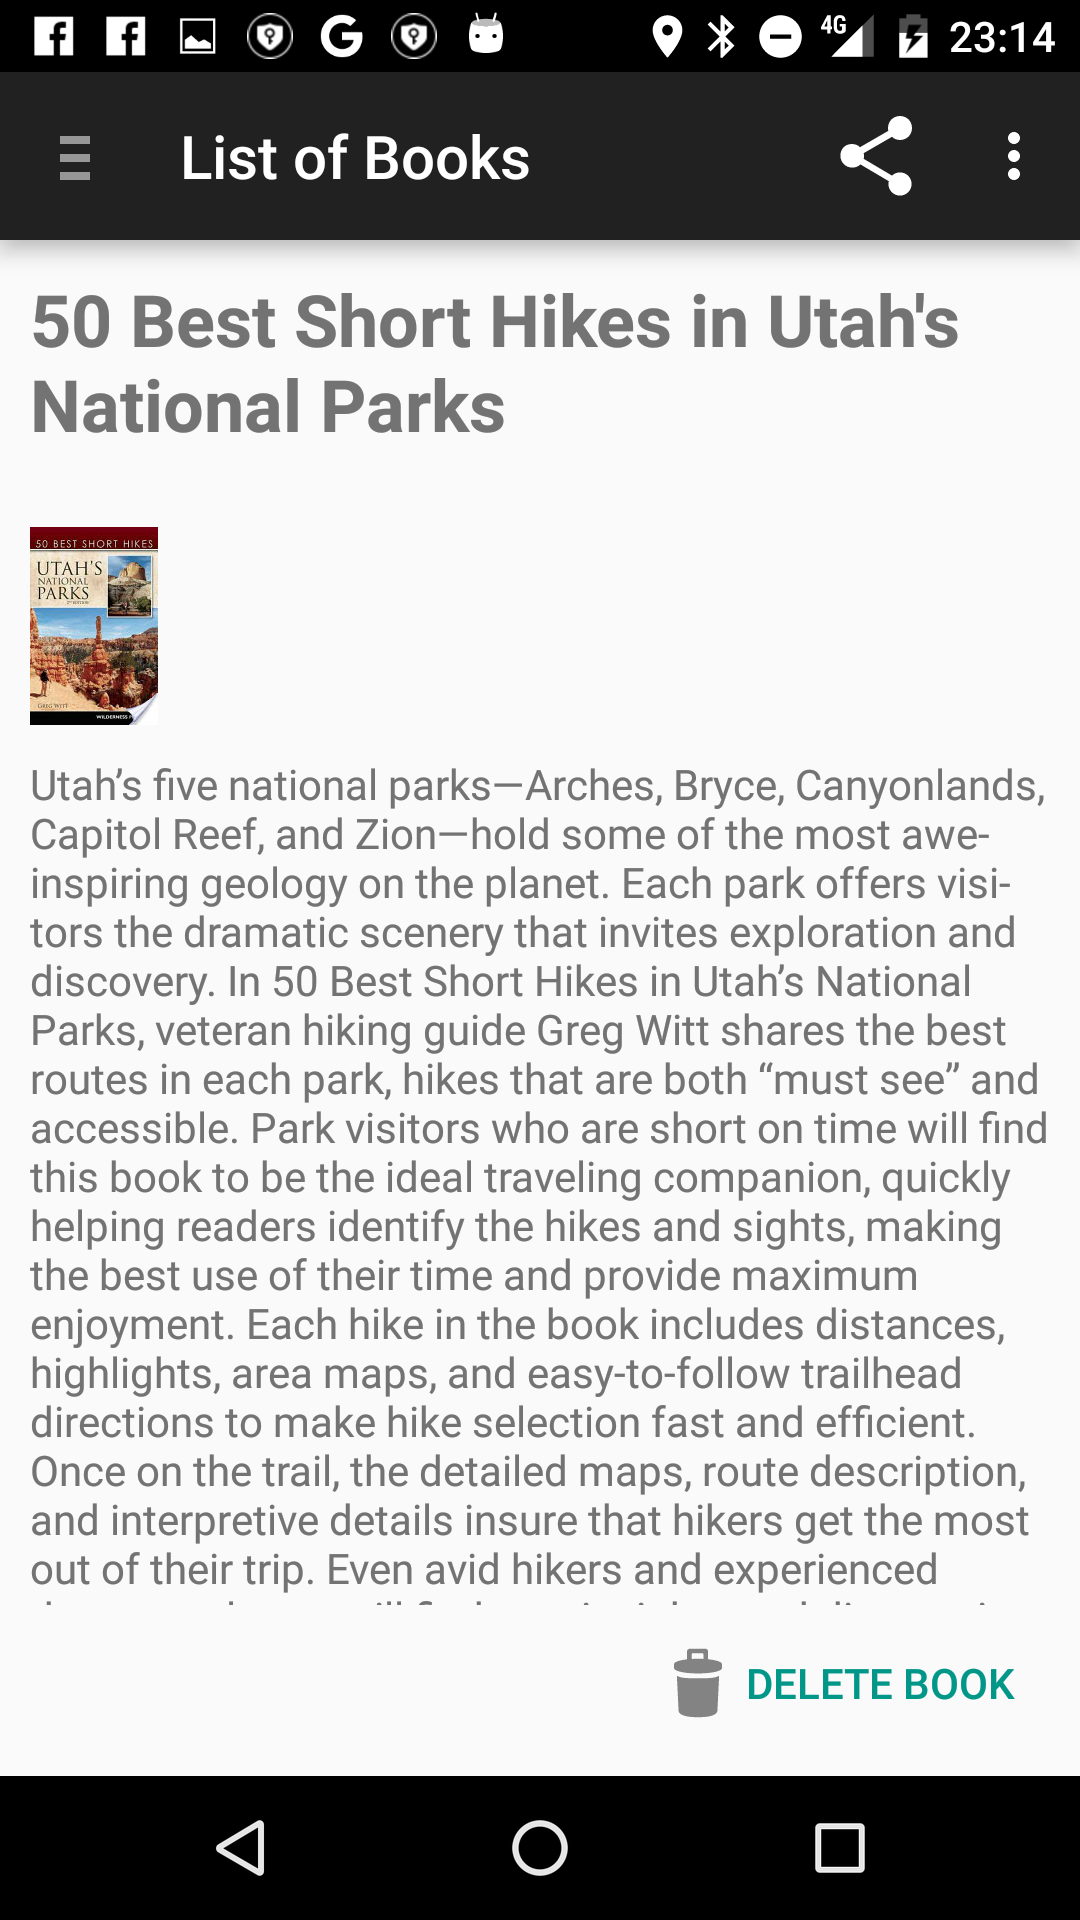 4G 23:14
List of Books
50 Best Short Hikes in Utah's
National Parks
50 BEST SHORT HIKES
UTAH'S
NATIONAL
PARKS
GREG WITT
Utah’s five national parks—Arches, Bryce, Canyonlands,
Capitol Reef, and Zion—hold some of the most awe-
inspiring geology on the planet. Each park offers visi-
tors the dramatic scenery that invites exploration and
discovery. In 50 Best Short Hikes in Utah’s National
Parks, veteran hiking guide Greg Witt shares the best
routes in each park, hikes that are both “must see” and
accessible. Park visitors who are short on time will find
this book to be the ideal traveling companion, quickly
helping readers identify the hikes and sights, making
the best use of their time and provide maximum
enjoyment. Each hike in the book includes distances,
highlights, area maps, and easy-to-follow trailhead
directions to make hike selection fast and efficient.
Once on the trail, the detailed maps, route description,
and interpretive details insure that hikers get the most
out of their trip. Even avid hikers and experienced
DELETE BOOK